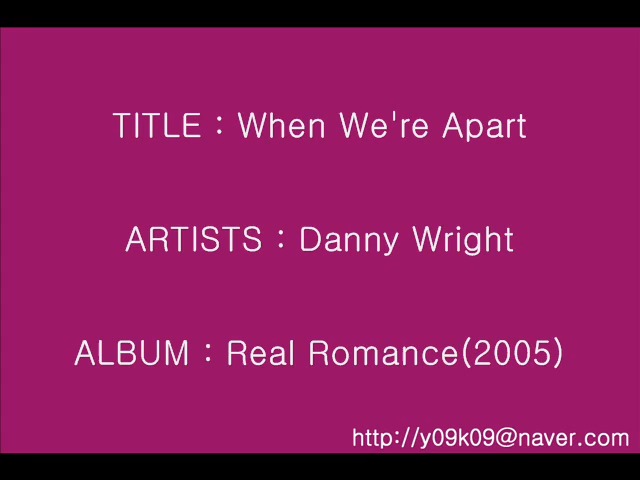 TITLE : When We're Apart
ARTISTS : Danny Wright
ALBUM : Real Romance(2005)
http://y09k09@naver.com